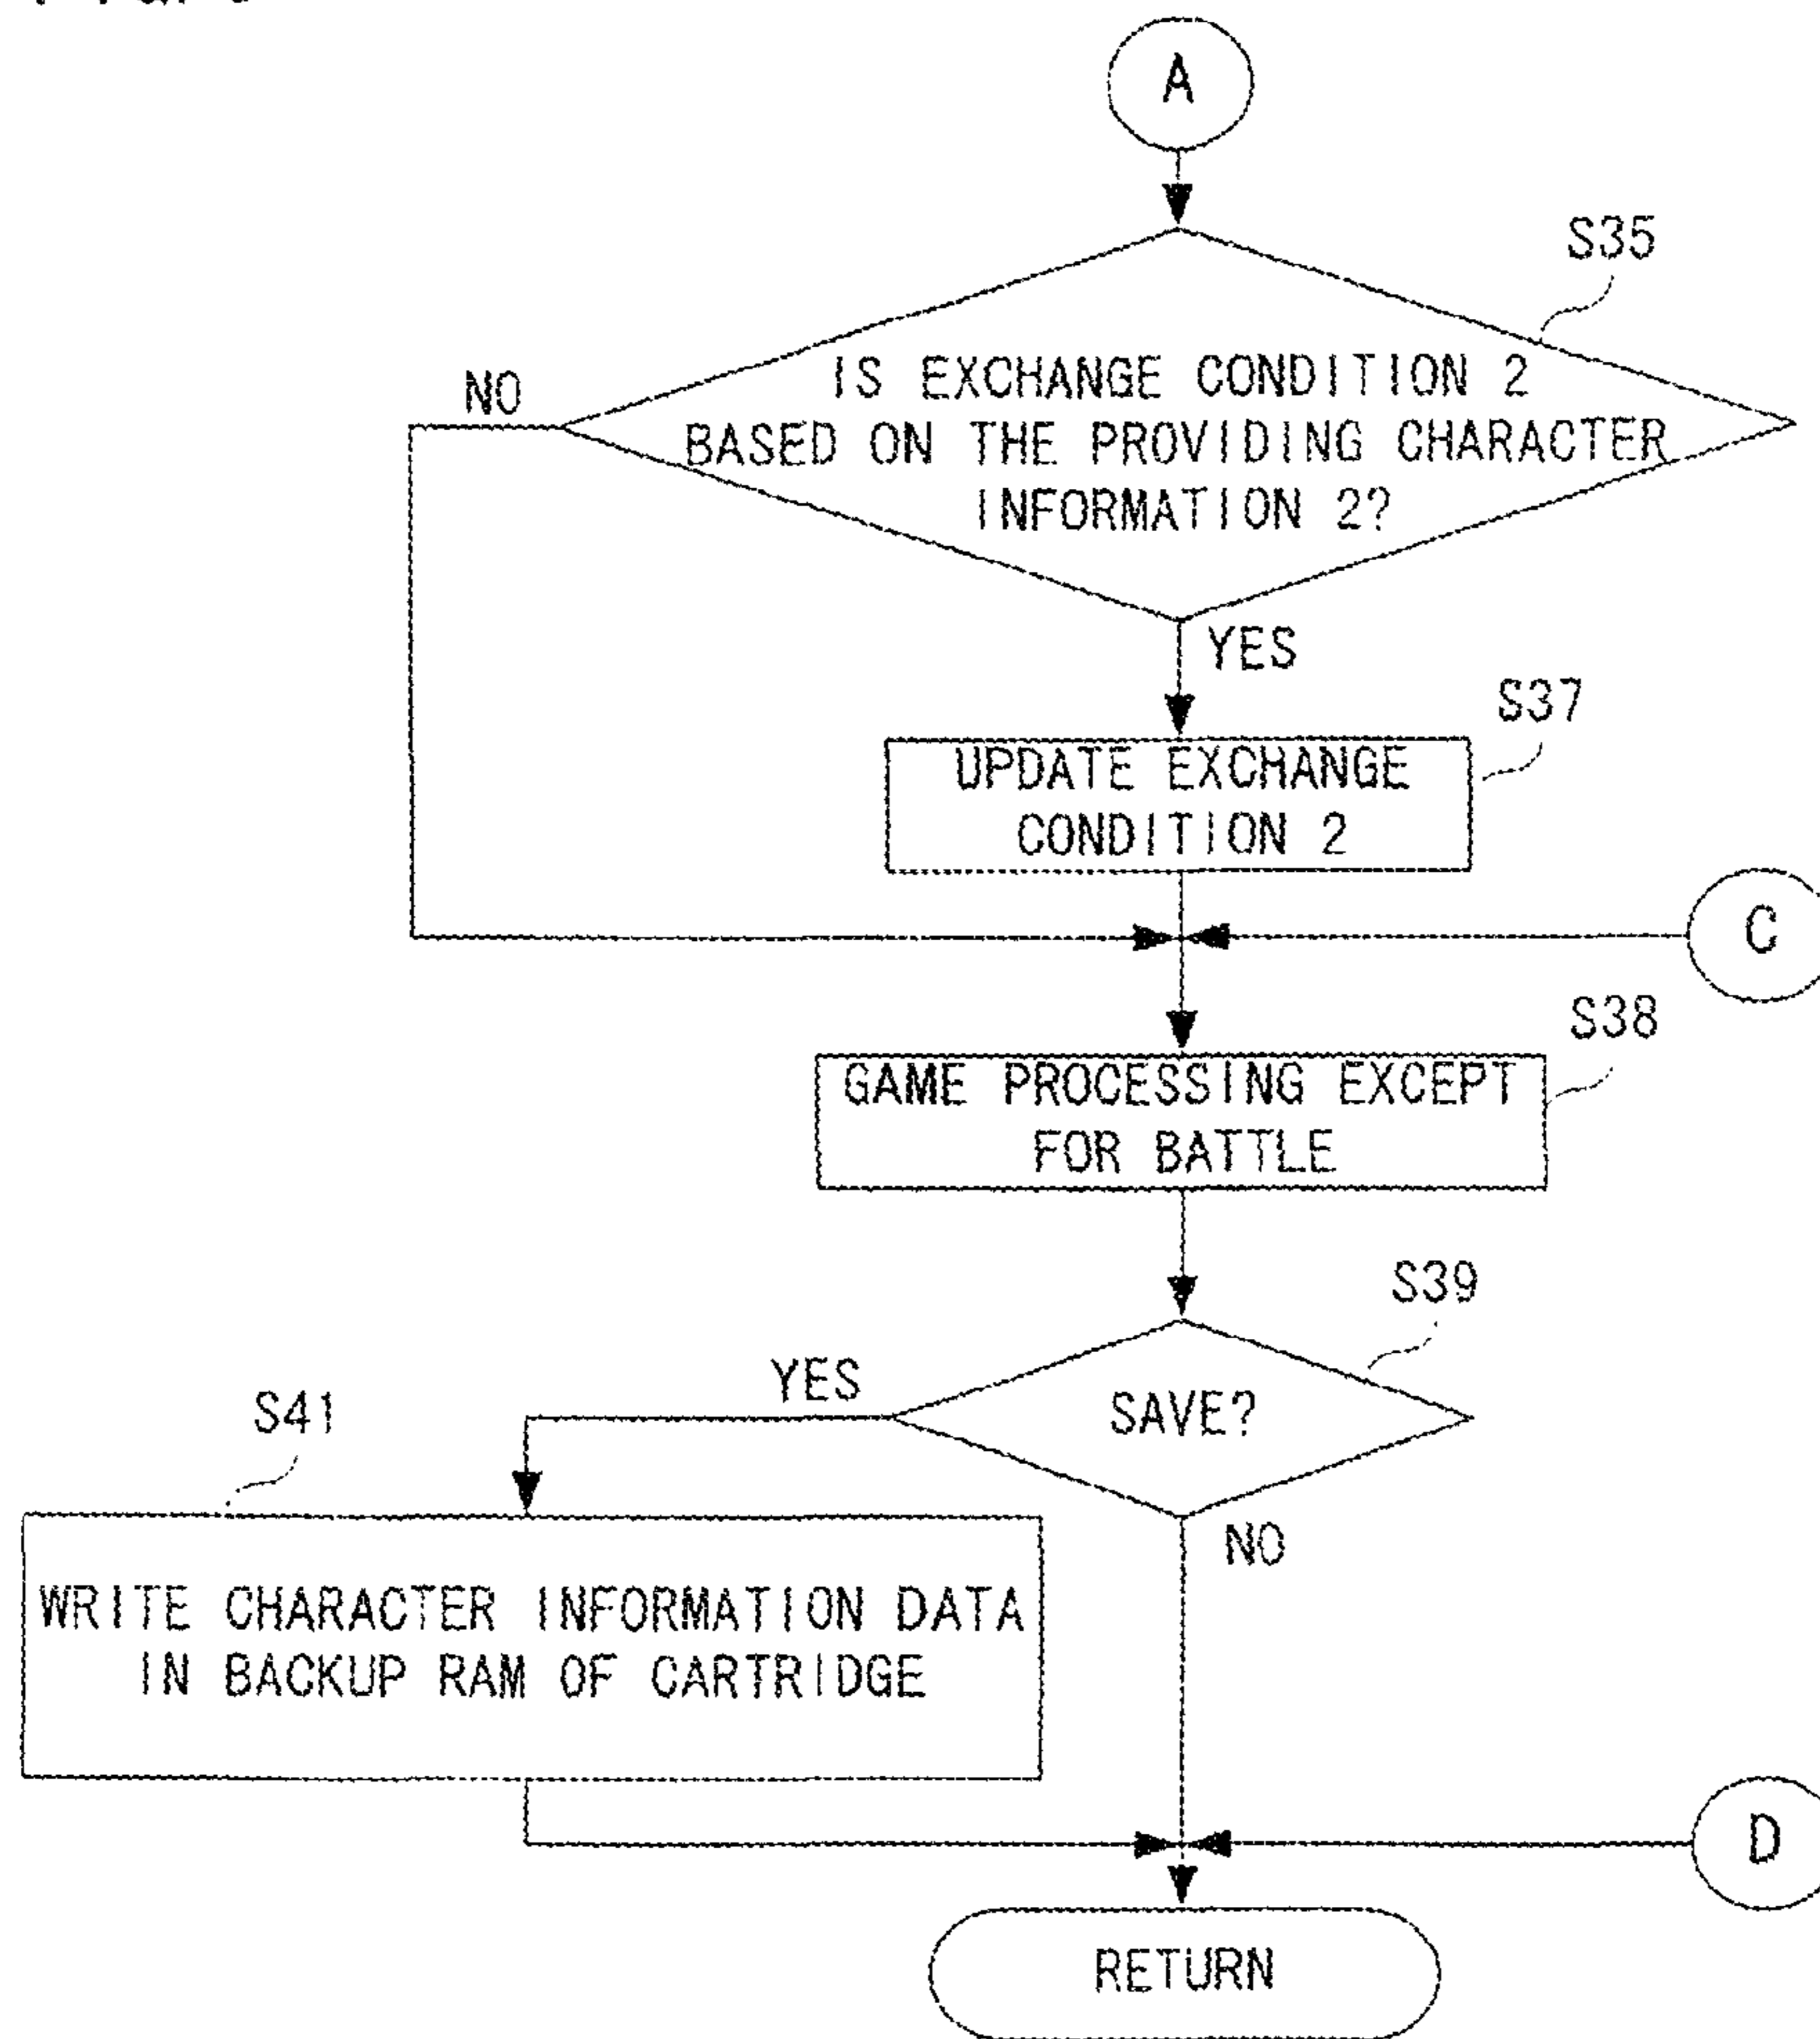 A
S35
IS EXCHANGE CONDITION 2
BASED ON THE PROVIDING CHARACTER
INFORMATION 2?
NO
YES
S37
UPDATE EXCHANGE
CONDITION 2
C
S38
GAME PROCESSING EXCEPT
FOR BATTLE
S39
SAVE?
YES
NO
S41
WRITE CHARACTER INFORMATION DATA
IN BACKUP RAM OF CARTRIDGE
D
RETURN